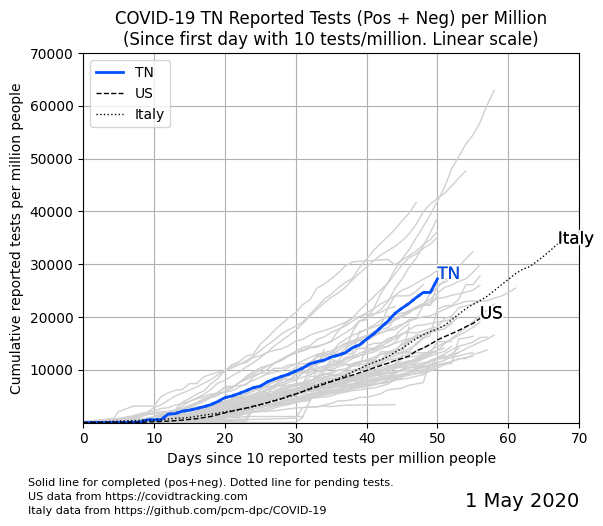 COVID-19 TN Reported Tests (Pos + Neg) per Million
(Since first day with 10 tests/million. Linear scale)
Cumulative reported tests per million people
70000
60000
50000
40000
30000
20000
10000
TN
US
Italy
Italy
TN
US
0 10 20 30 40 50 60 70
Days since 10 reported tests per million people
Solid line for completed (pos+neg). Dotted line for pending tests.
US data from https://covidtracking.com
Italy data from https://github.com/pcm-dpc/COVID-19
1 May 2020